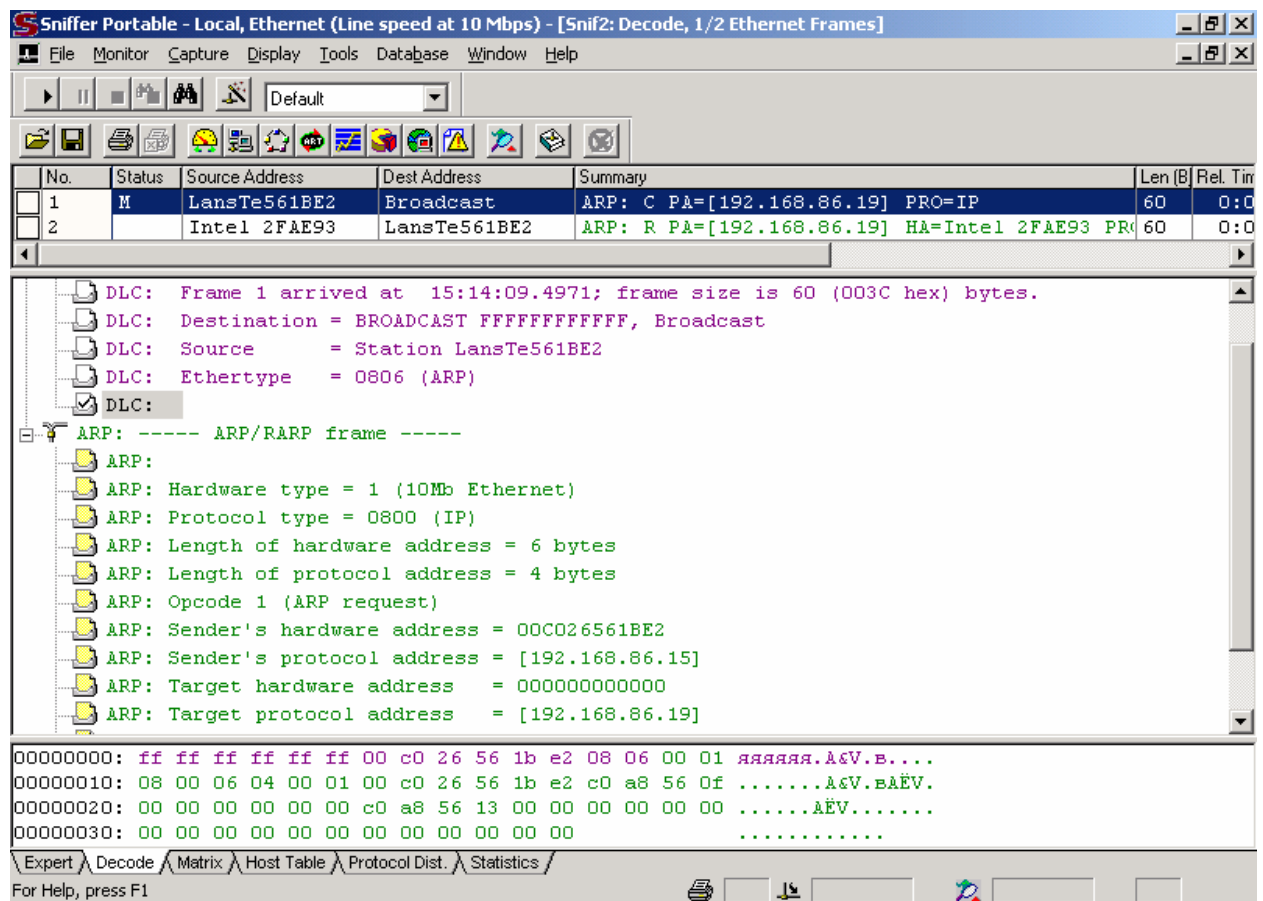 Sniffer Portable - Local, Ethernet (Line speed at 10 Mbps) - [Snif2: Decode, 1/2 Ethernet Frames]
File Monitor Capture Display Tools Database Window Help
Default
No. Status Source Address Dest Address Summary Len (B Rel. Tim
1 M LansTe561BE2 Broadcast ARP: C PA=[192.168.86.19] PRO=IP 60 0:0
2 Intel 2FAE93 LansTe561BE2 ARP: R PA=[192.168.86.19] HA=Intel 2FAE93 PRO 60 0:0
DLC: Frame 1 arrived at 15:14:09.4971; frame size is 60 (003C hex) bytes.
DLC: Destination = BROADCAST FFFFFFFFFFFF, Broadcast
DLC: Source = Station LansTe561BE2
DLC: Ethertype = 0806 (ARP)
DLC:
ARP: ----- ARP/RARP frame -----
ARP:
ARP: Hardware type = 1 (10Mb Ethernet)
ARP: Protocol type = 0800 (IP)
ARP: Length of hardware address = 6 bytes
ARP: Length of protocol address = 4 bytes
ARP: Opcode 1 (ARP request)
ARP: Sender's hardware address = 00C026561BE2
ARP: Sender's protocol address = [192.168.86.15]
ARP: Target hardware address = 000000000000
ARP: Target protocol address = [192.168.86.19]
00000000: ff ff ff ff ff ff 00 c0 26 56 1b e2 08 06 00 01 яяяяяя.А&V.в....
00000010: 08 00 06 04 00 01 00 c0 26 56 1b e2 c0 a8 56 0f .......А&V.вАЁV.
00000020: 00 00 00 00 00 00 c0 a8 56 13 00 00 00 00 00 00 ......АЁV.......
00000030: 00 00 00 00 00 00 00 00 00 00 00 00 ............
Expert Decode Matrix Host Table Protocol Dist. Statistics
For Help, press F1